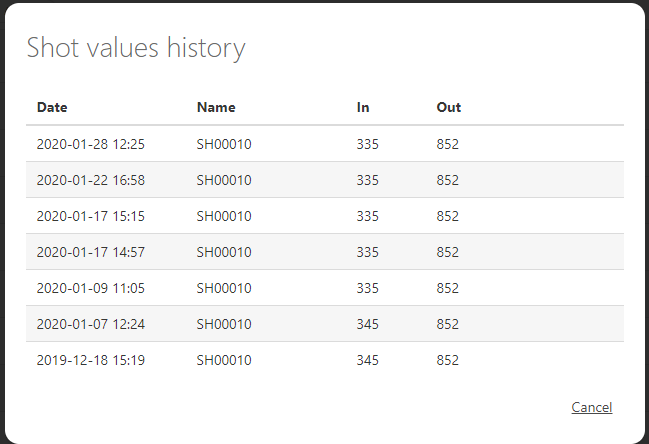 Shot values history
Date Name In Out
2020-01-28 12:25 SH00010 335 852
2020-01-22 16:58 SH00010 335 852
2020-01-17 15:15 SH00010 335 852
2020-01-17 14:57 SH00010 335 852
2020-01-09 11:05 SH00010 335 852
2020-01-07 12:24 SH00010 345 852
2019-12-18 15:19 SH00010 345 852
Cancel